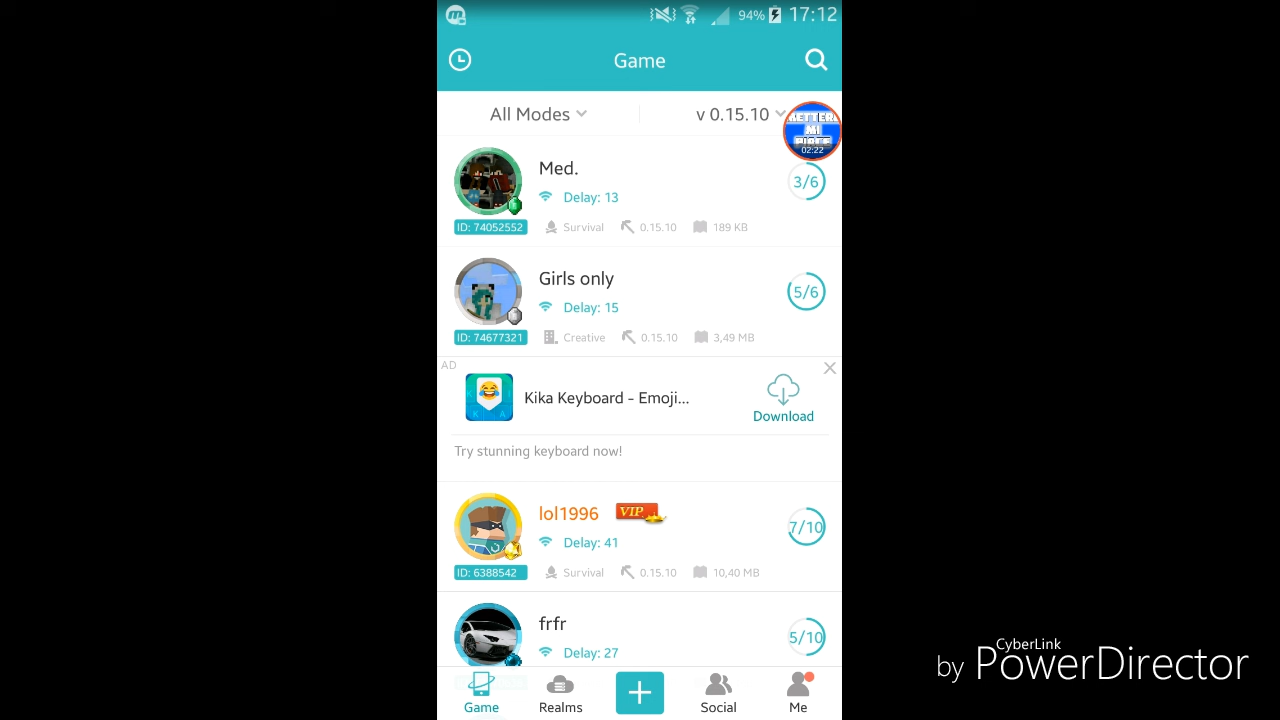 94% 17:12
Game
All Modes
v 0.15.10
MI
02:22
Med.
3/6
Delay: 13
ID: 74052552
Survival
0.15.10
189 KB
Girls only
5/6
Delay: 15
ID: 74677321
Creative
0.15.10
3,49 MB
AD
Kika Keyboard - Emoji...
Download
Try stunning keyboard now!
lol1996
VIP
7/10
Delay: 41
ID: 6388542
Survival
0.15.10
10,40 MB
frfr
5/10
Delay: 27
Game
Realms
Social
Me
CyberLink
by PowerDirector